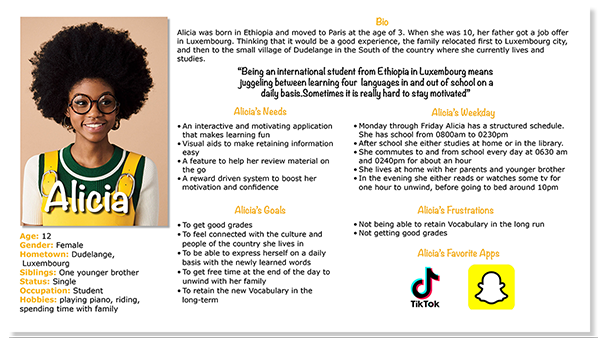 Bio
Alicia was born in Ethiopia and moved to Paris at the age of 3. When she was 10, her father got a job offer
in Luxembourg. Thinking that it would be a good experience, the family relocated first to Luxembourg city,
and then to the small village of Dudelange in the South of the country where she currently lives and
studies.
"Being an international student from Ethiopia in Luxembourg means
juggeling between learning four languages in and out of school on a
daily basis.Sometimes it is really hard to stay motivated"
Alicia
Age: 12
Gender: Female
Hometown: Dudelange,
Luxembourg
Siblings: One younger brother
Status: Single
Occupation: Student
Hobbies: playing piano, riding,
spending time with family
Alicia's Needs
• An interactive and motivating application
that makes learning fun
• Visual aids to make retaining information
easy
• A feature to help her review material on
the go
• A reward driven system to boost her
motivation and confidence
Alicia's Goals
• To get good grades
• To feel connected with the culture and
people of the country she lives in
• To be able to express herself on a daily
basis with the newly learned words
• To get free time at the end of the day to
unwind with her family
• To retain the new Vocabulary in the
long-term
Alicia's Weekday
• Monday through Friday Alicia has a structured schedule.
She has school from 0800am to 0230pm
• After school she either studies at home or in the library.
• She commutes to and from school every day at 0630 am
and 0240pm for about an hour
• She lives at home with her parents and younger brother
• In the evening she either reads or watches some tv for
one hour to unwind, before going to bed around 10pm
Alicia's Frustrations
• Not being able to retain Vocabulary in the long run
• Not getting good grades
Alicia's Favorite Apps
TikTok